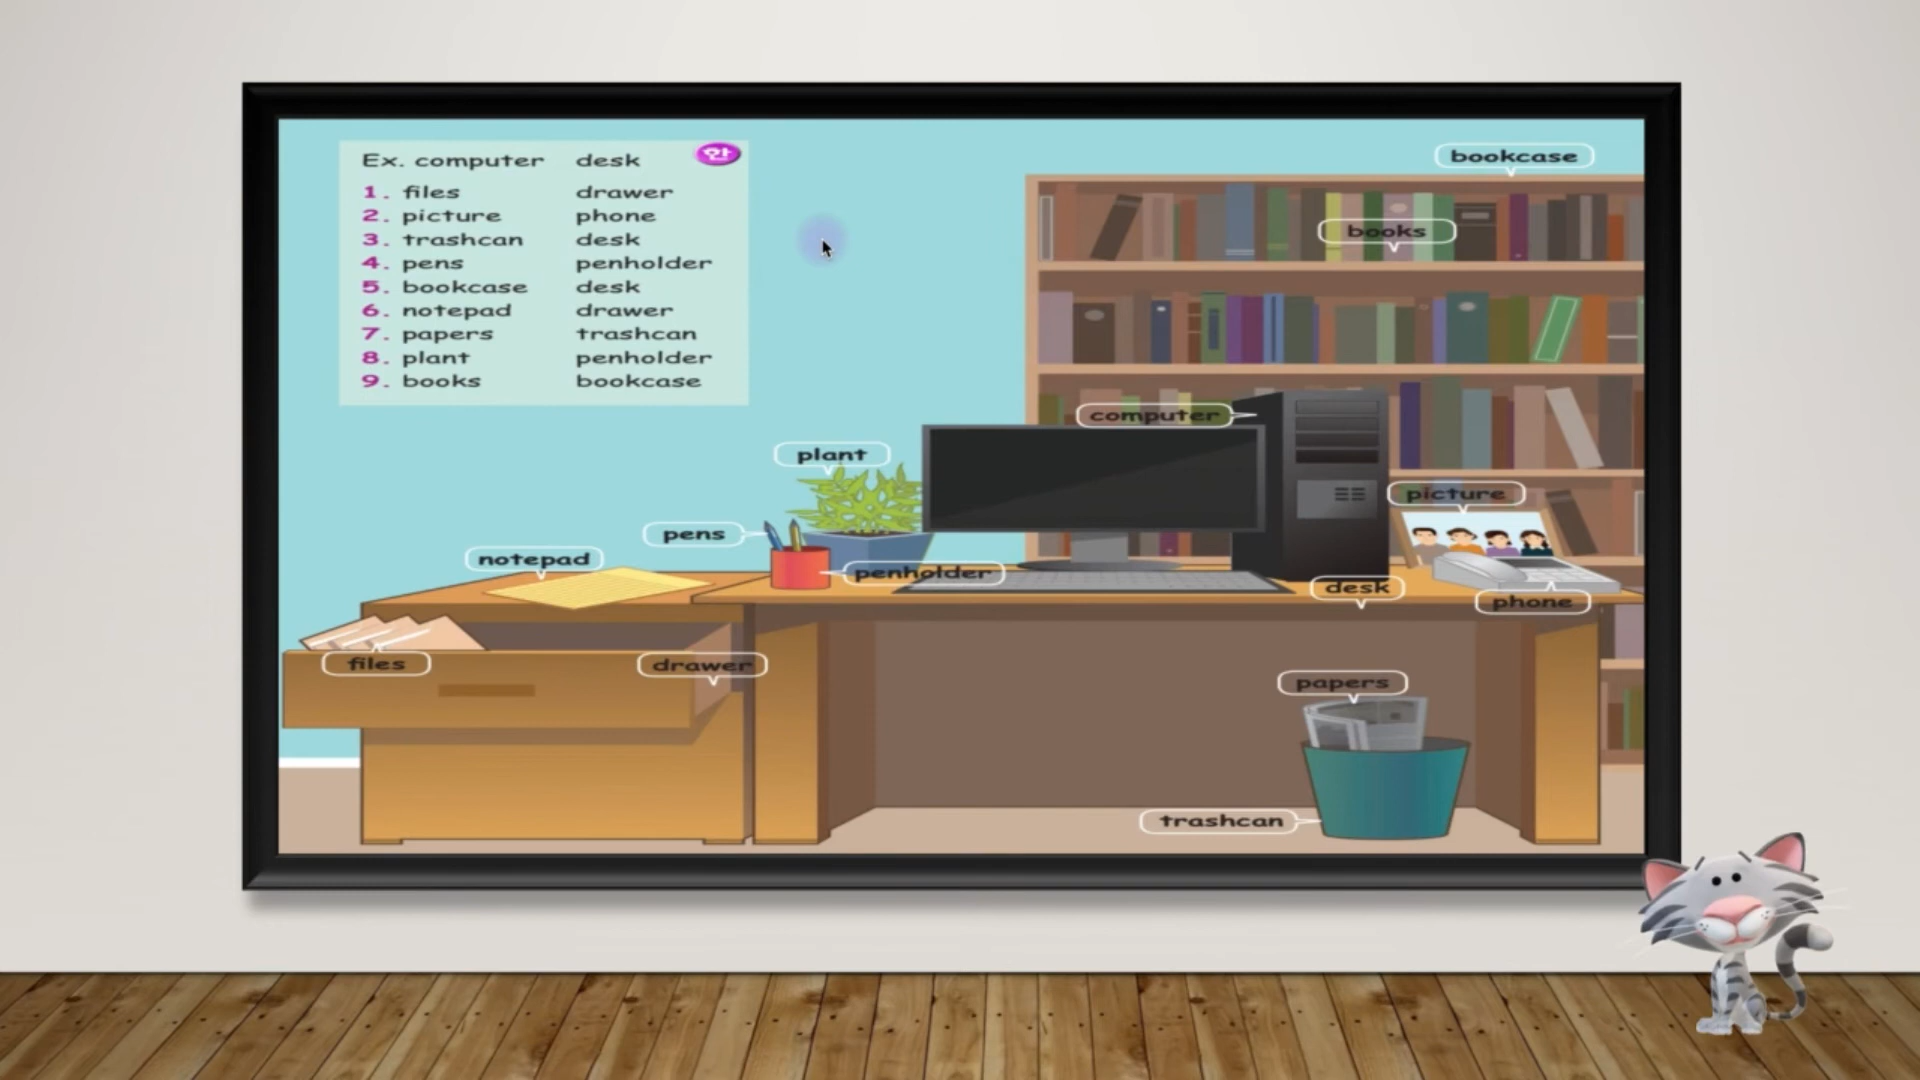 Ex. computer desk 한
1. files drawer
2. picture phone
3. trashcan desk
4. pens penholder
5. bookcase desk
6. notepad drawer
7. papers trashcan
8. plant penholder
9. books bookcase
bookcase
books
computer
plant
picture
pens
notepad
penholder
desk
phone
files
drawer
papers
trashcan